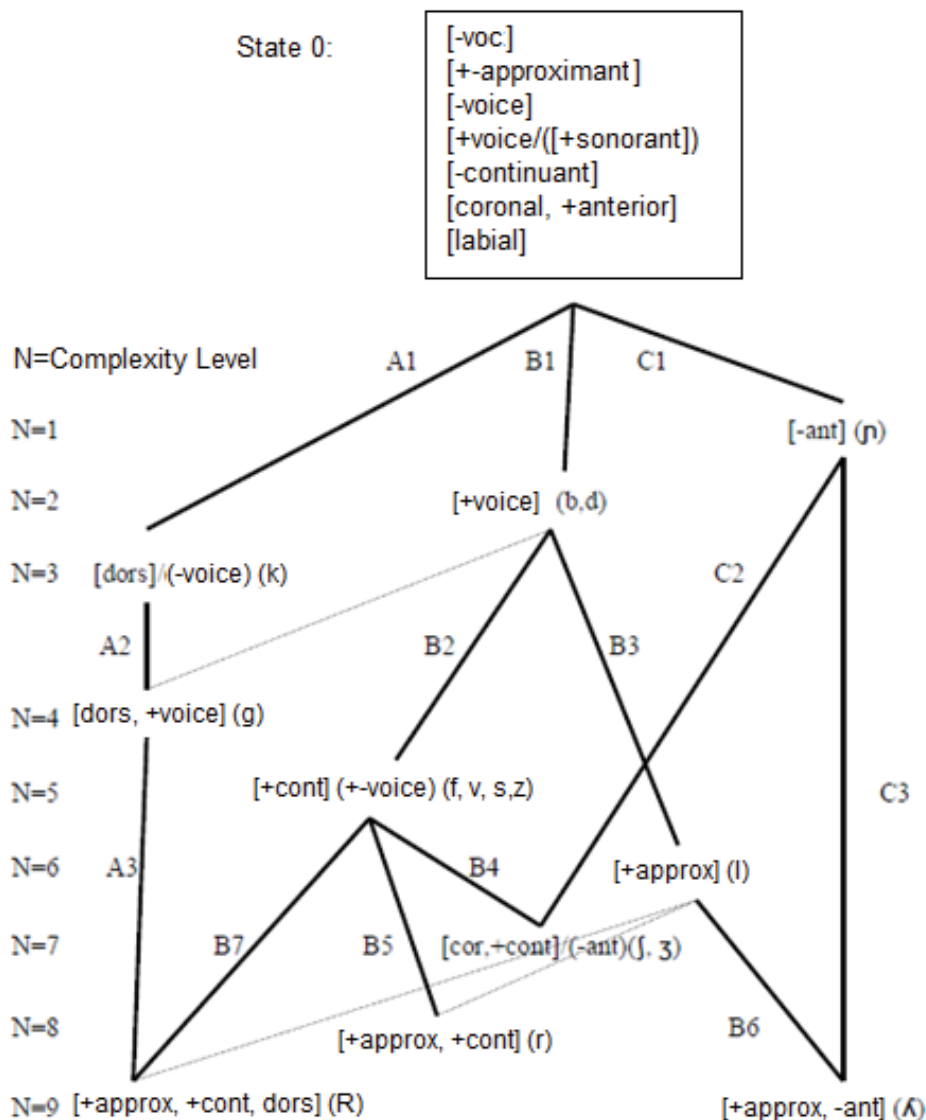 State 0:
[-voc]
[+-approximant]
[-voice]
[+voice/([+sonorant])
[-continuant]
[coronal, +anterior]
[labial]
N=Complexity Level
A1
B1
C1
N=1
[-ant] (ɲ)
N=2
[+voice] (b,d)
N=3
[dors]/(-voice) (k)
C2
A2
B2
B3
N=4
[dors, +voice] (g)
N=5
[+cont] (+-voice) (f, v, s,z)
C3
N=6
A3
B4
[+approx] (l)
N=7
B7
B5
[cor,+cont]/(-ant)(ʃ, ʒ)
N=8
[+approx, +cont] (r)
B6
N=9
[+approx, +cont, dors] (R)
[+approx, -ant] (ʎ)